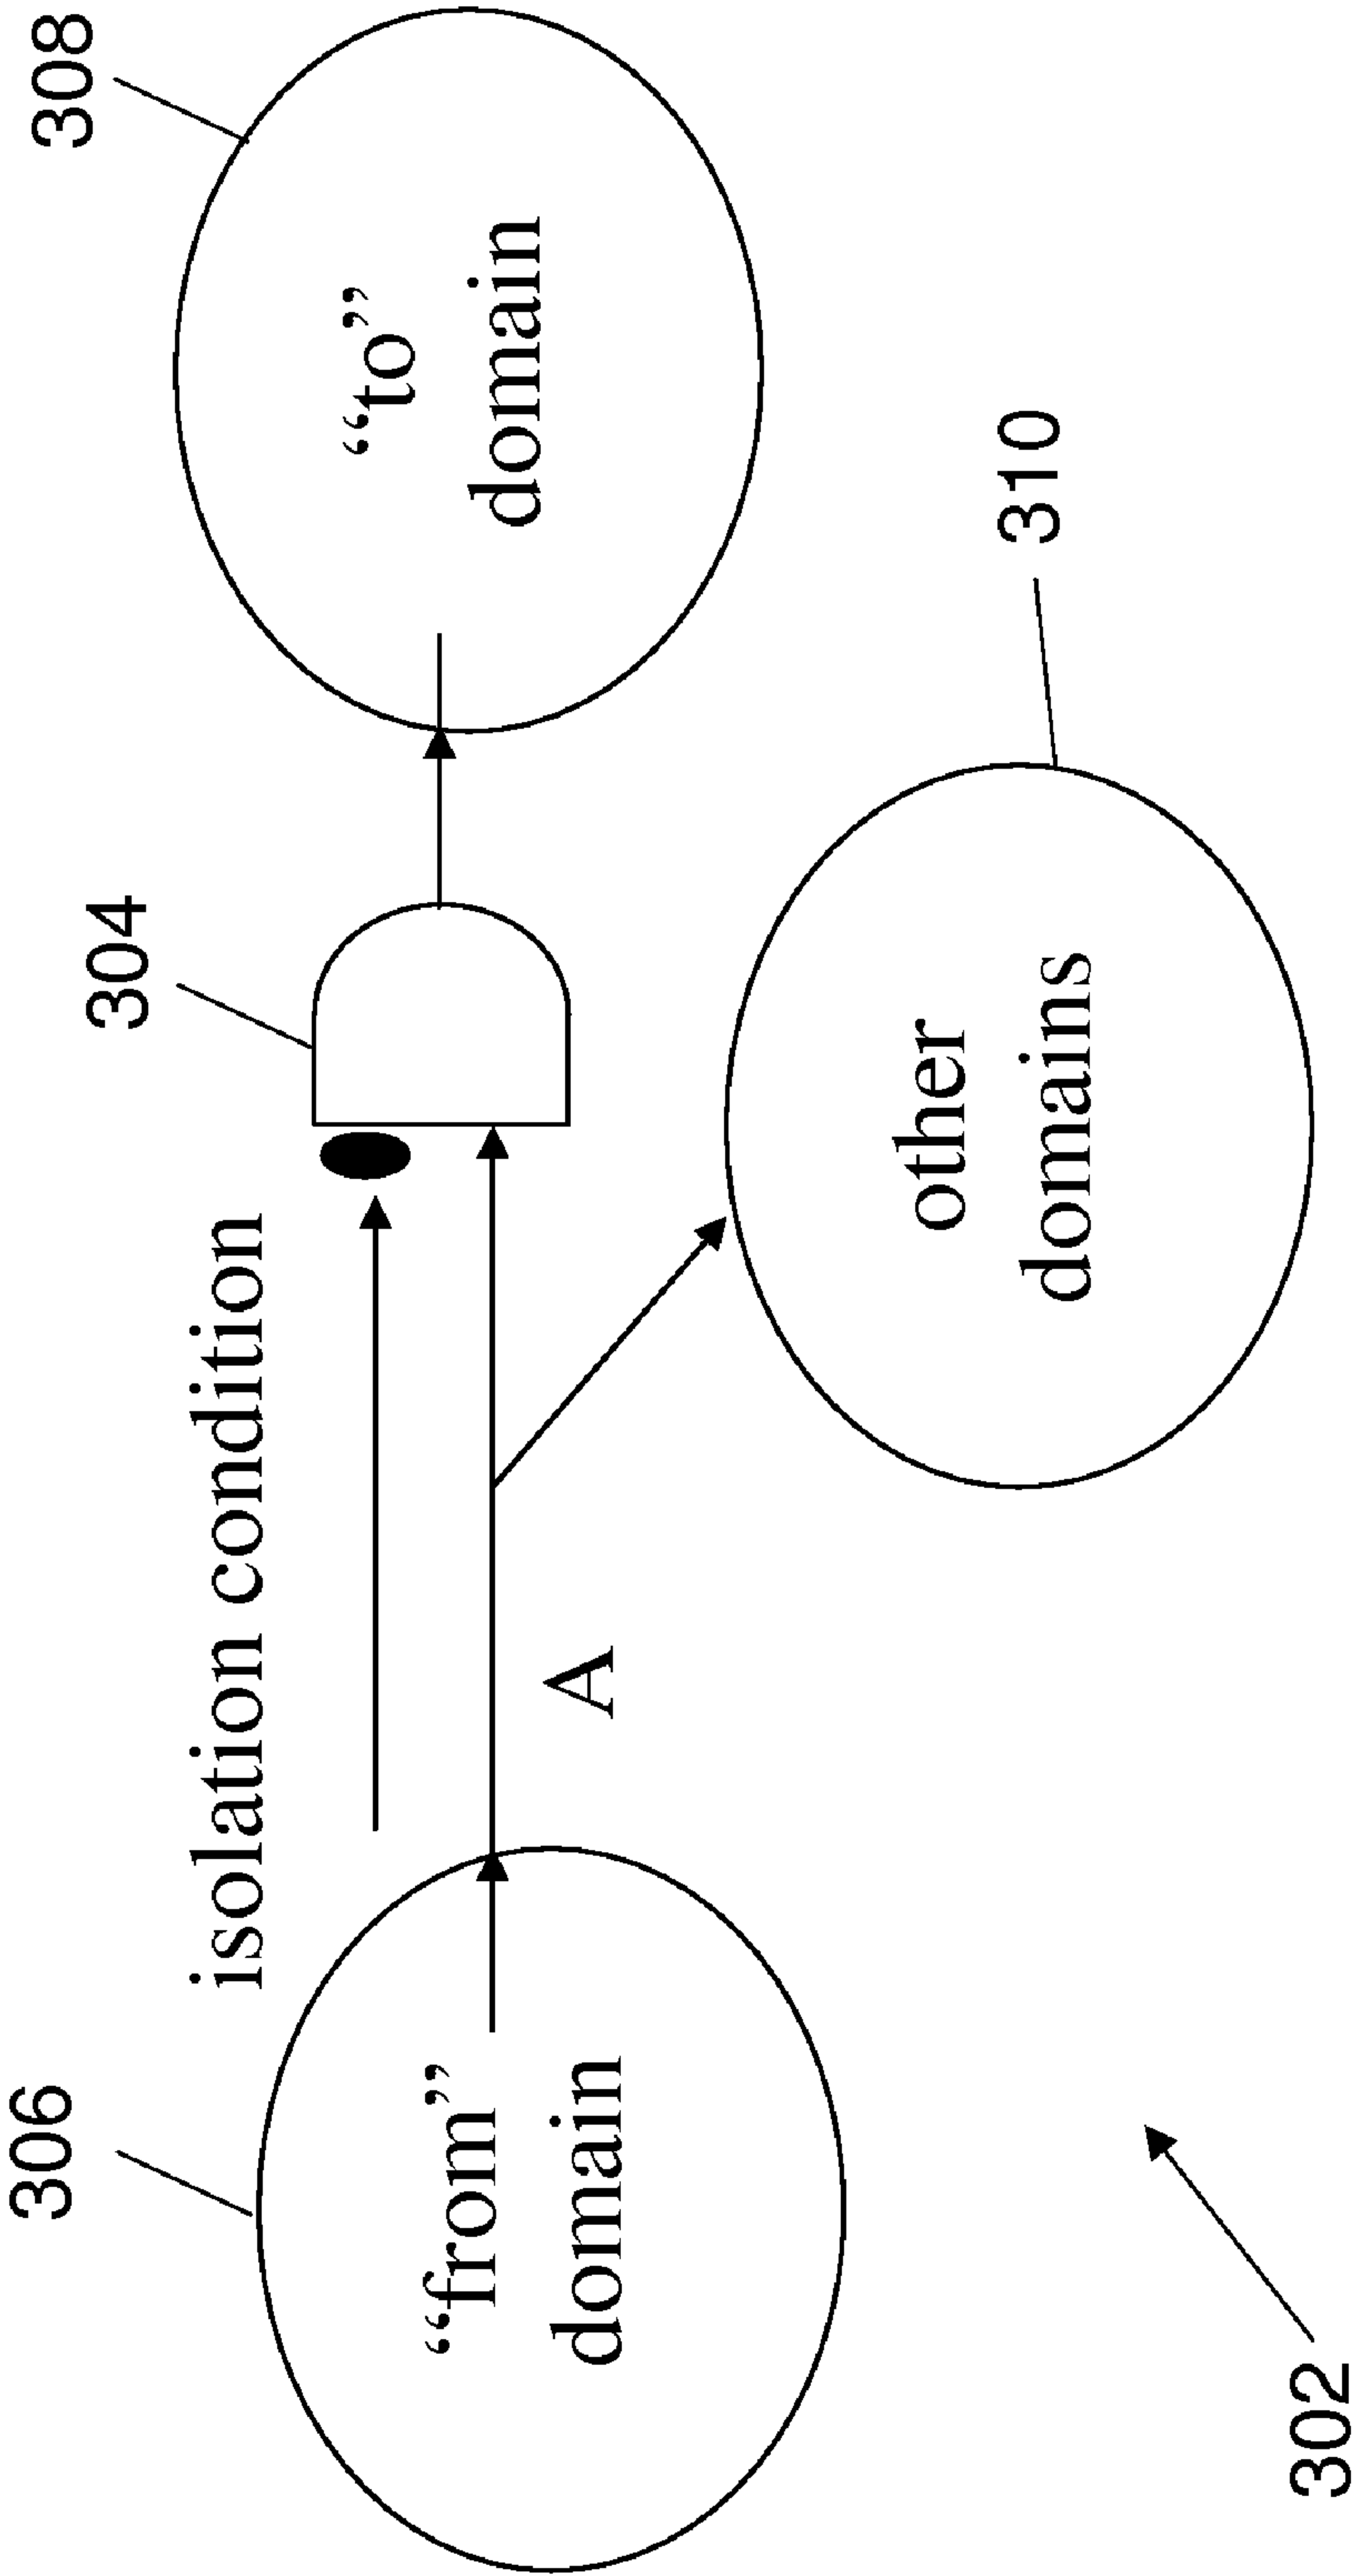 306
304
308
isolation condition
“from”
domain
A
“to”
domain
other
domains
310
302